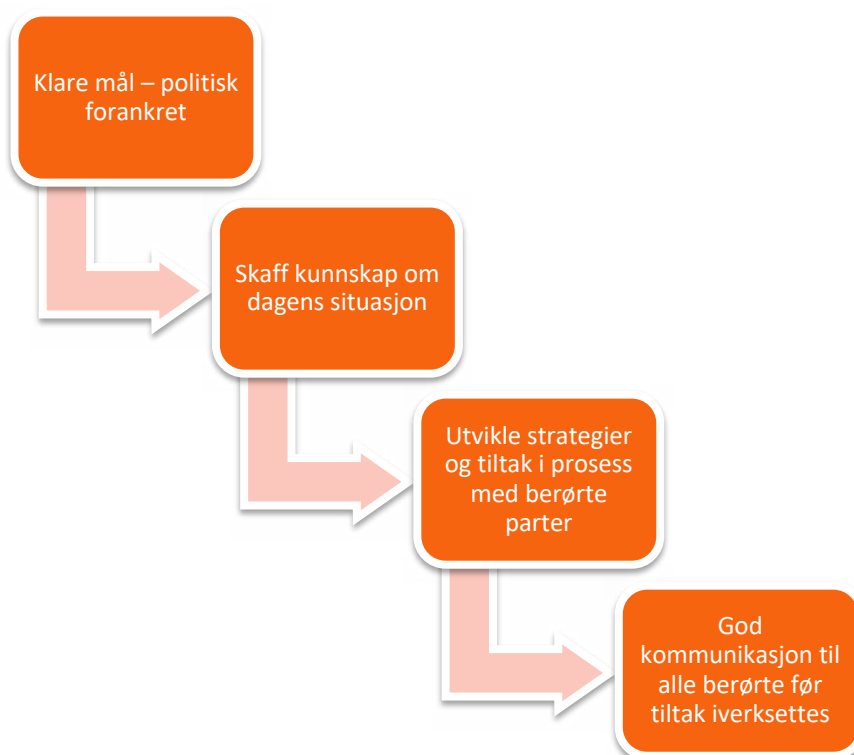 Klare mål – politisk
forankret
Skaff kunnskap om
dagens situasjon
Utvikle strategier
og tiltak i prosess
med berørte
parter
God
kommunikasjon til
alle berørte før
tiltak iverksettes